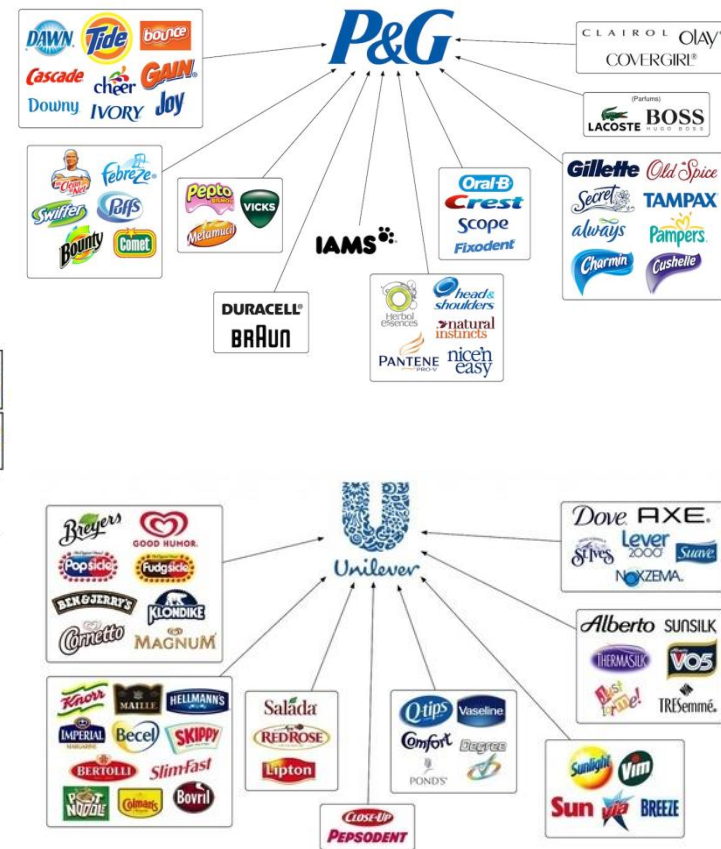 P&G
DAWN Tide bounce
Cascade cheer GAIN
Downy IVORY Joy
CLAIROL OLAY
COVERGIRL®
(Parfums)
LACOSTE BOSS
HUGO BOSS
Mr. Clean Febreze
Swiffer Puffs
Bounty Comet
Pepto BISMOL VICKS
Metamucil
IAMS
DURACELL®
BRAUN
Oral-B
Crest
Scope
Fixodent
Herbal essences head& shoulders
natural instincts
PANTENE PRO-V nice'n easy
Gillette Old Spice
Secret TAMPAX
always Pampers
Charmin Cushelle
Unilever
Breyers GOOD HUMOR.
Popsicle Fudgsicle
BEN&JERRY'S KLONDIKE
Cornetto MAGNUM
Knorr MAILLE HELLMANN'S
IMPERIAL MARGARINE Becel SKIPPY
BERTOLLI SlimFast
POT NOODLE Colman's Bovril
Salada
RED ROSE
Lipton
CLOSE-UP
PEPSODENT
Q-tips Vaseline
Comfort Degree
POND'S
Dove AXE.
St.Ives Lever 2000 Suave
NOXZEMA.
Alberto SUNSILK
THERMASILK VO5
Just for me! TRESemmé.
Sunlight Vim
Sun via BREEZE